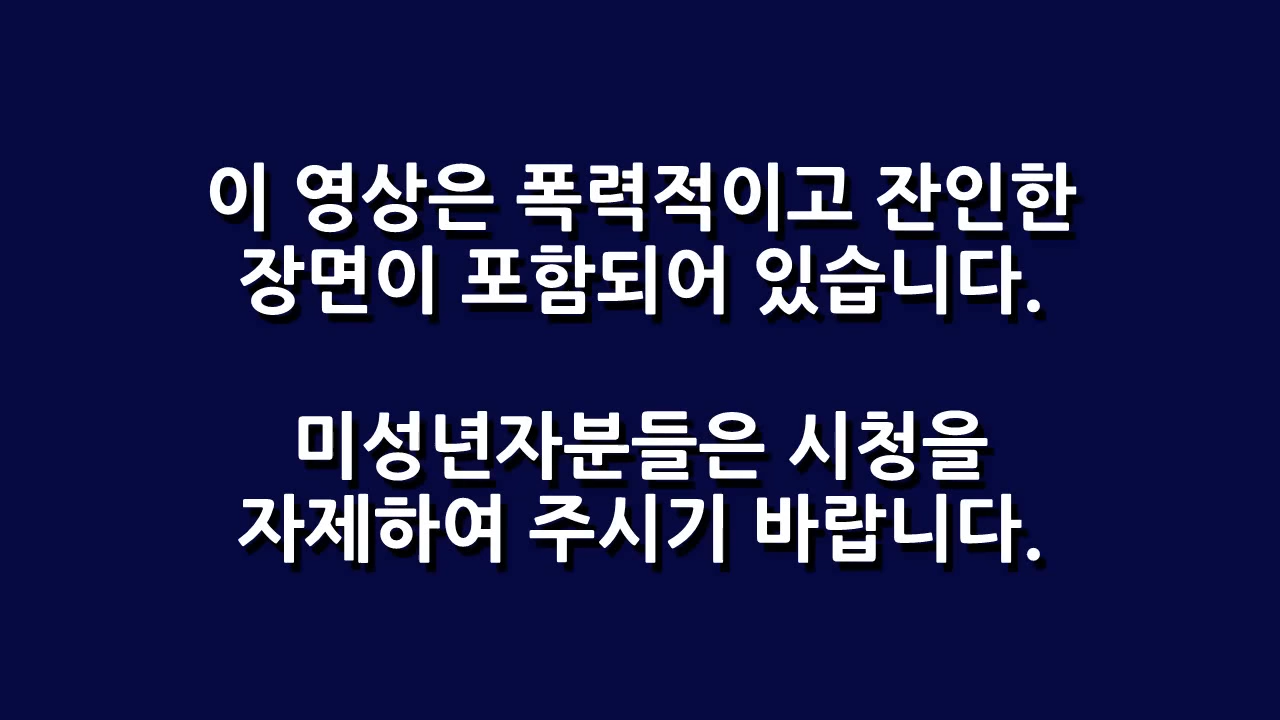 이 영상은 폭력적이고 잔인한
장면이 포함되어 있습니다.
미성년자분들은 시청을
자제하여 주시기 바랍니다.